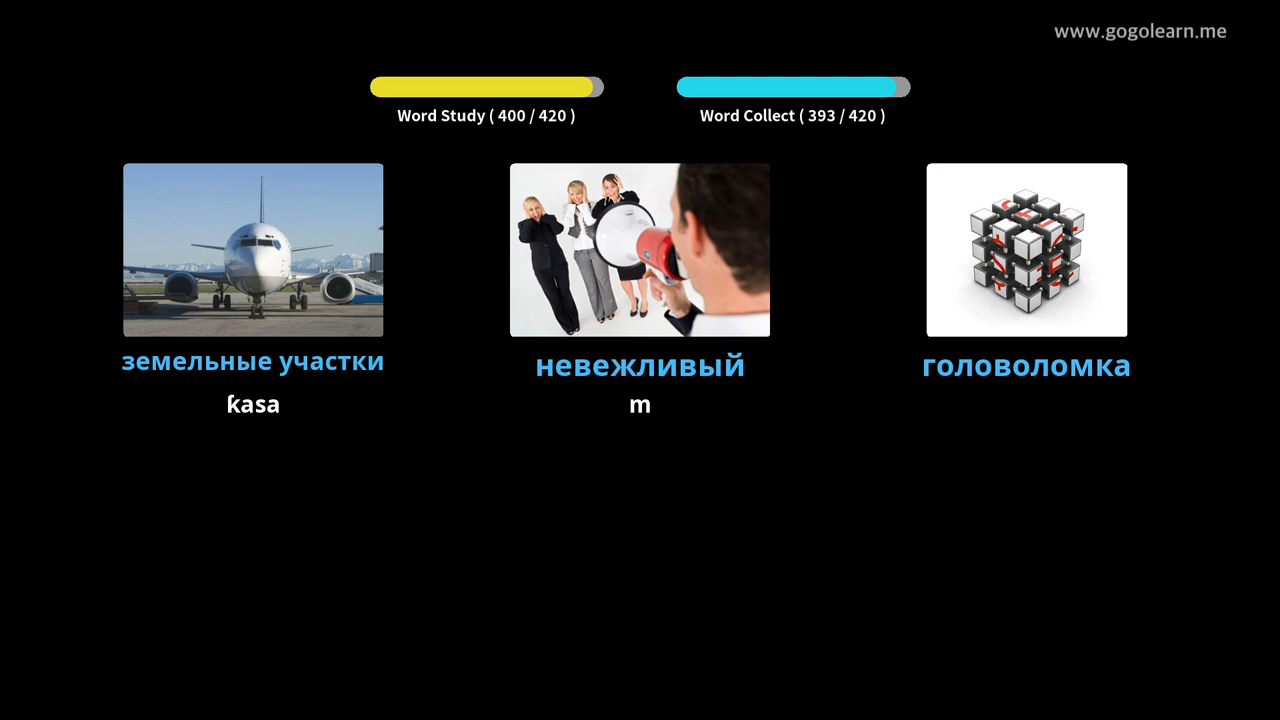 www.gogolearn.me
Word Study ( 400 / 420 )
Word Collect ( 393 / 420 )
земельные участки
невежливый
головоломка
ƙasa
m